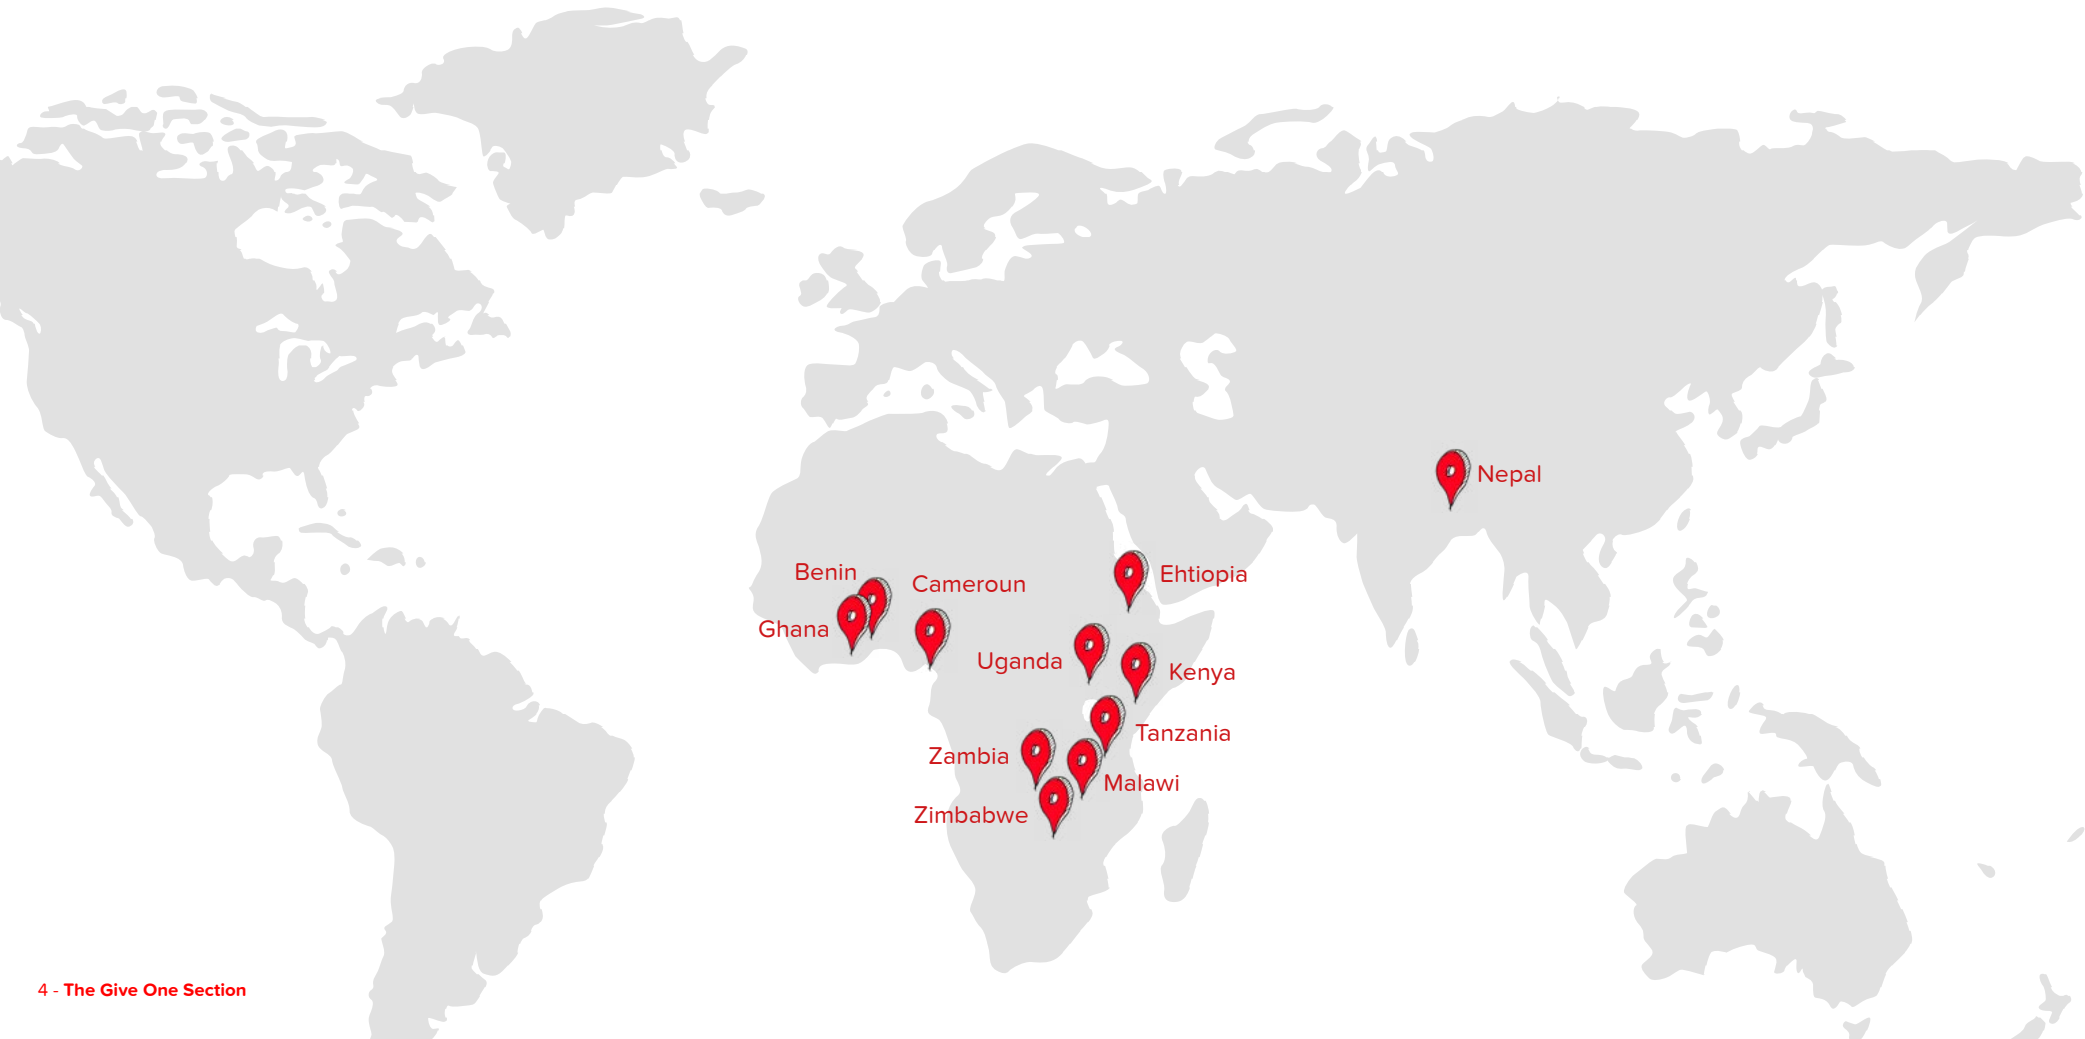 Nepal
Benin
Cameroun
Ehtiopia
Ghana
Uganda
Kenya
Tanzania
Zambia
Malawi
Zimbabwe
4 - The Give One Section